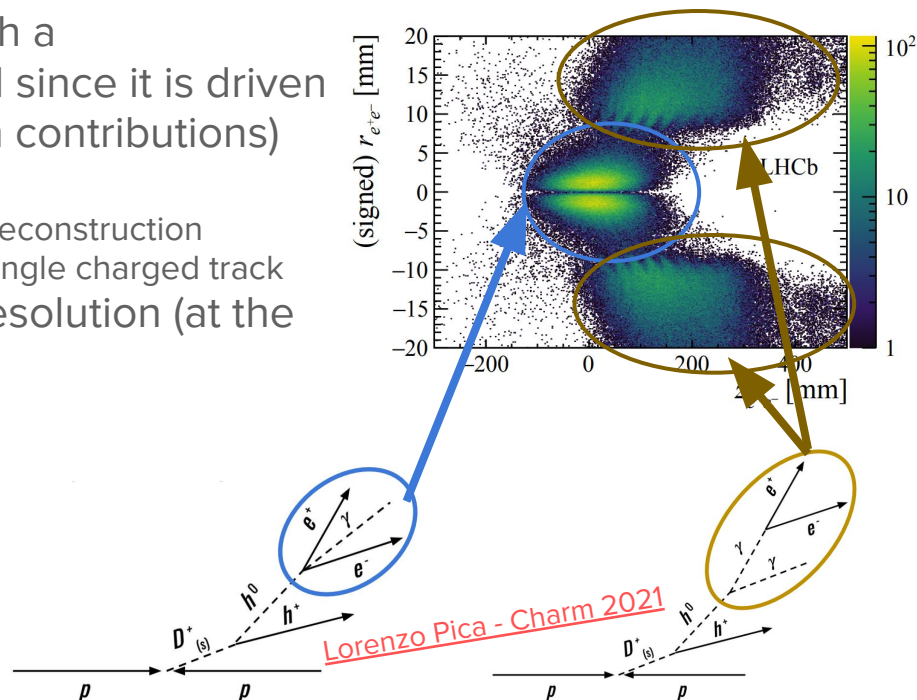 h a
since it is driven
contributions)
econstruction
ngle charged track
esolution (at the
(signed) r_{e⁺e⁻} [mm]
20
15
10
5
0
−5
−10
−15
−20
LHCb
10²
10
1
−200
0
200
400
[mm]
e⁺
γ
e⁻
h⁰
h⁺
D⁺(s)
p
p
e⁺
γ
e⁻
γ
h⁰
h⁺
D⁺(s)
p
p
Lorenzo Pica - Charm 2021